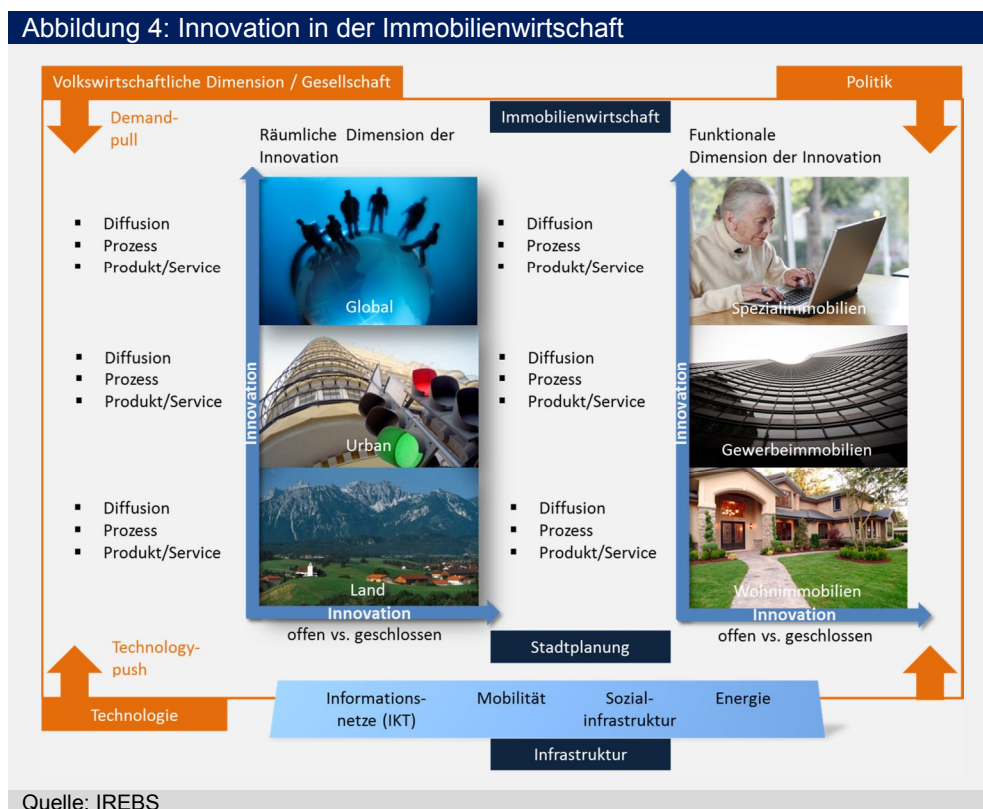 Abbildung 4: Innovation in der Immobilienwirtschaft
Volkswirtschaftliche Dimension / Gesellschaft
Politik
Demand-
pull
Immobilienwirtschaft
Räumliche Dimension der
Innovation
Funktionale
Dimension der Innovation
▪ Diffusion
▪ Prozess
▪ Produkt/Service
Global
▪ Diffusion
▪ Prozess
▪ Produkt/Service
Spezialimmobilien
▪ Diffusion
▪ Prozess
▪ Produkt/Service
Innovation
Urban
▪ Diffusion
▪ Prozess
▪ Produkt/Service
Innovation
Gewerbeimmobilien
▪ Diffusion
▪ Prozess
▪ Produkt/Service
Land
▪ Diffusion
▪ Prozess
▪ Produkt/Service
Wohnimmobilien
Innovation
offen vs. geschlossen
Innovation
offen vs. geschlossen
Technology-
push
Stadtplanung
Technologie
Informations-
netze (IKT)
Mobilität
Sozial-
infrastruktur
Energie
Infrastruktur
Quelle: IREBS